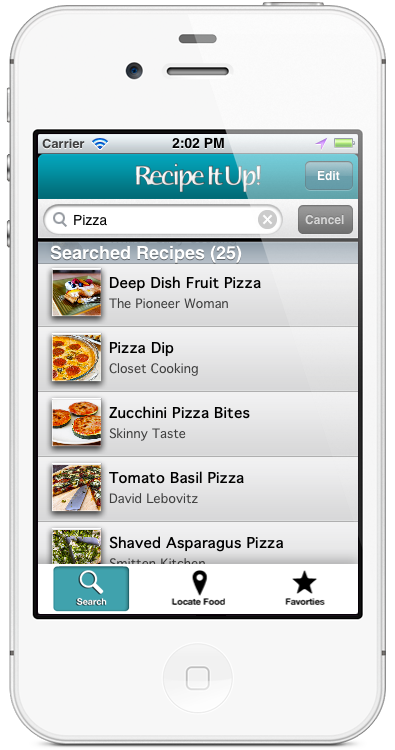 Carrier 2:02 PM
Recipe It Up! Edit
Pizza Cancel
Searched Recipes (25)
Deep Dish Fruit Pizza
The Pioneer Woman
Pizza Dip
Closet Cooking
Zucchini Pizza Bites
Skinny Taste
Tomato Basil Pizza
David Lebovitz
Shaved Asparagus Pizza
Smitten Kitchen
Search Locate Food Favorties